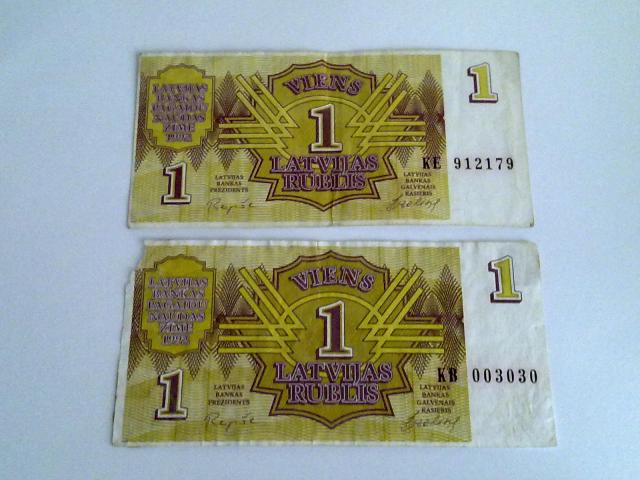 LATVIJAS
BANKAS
PAGAIDU
NAUDAS
ZIME
1992
VIENS
1
1
LATVIJAS
RUBLIS
1
KE 912179
LATVIJAS
BANKAS
PREZIDENTS
LATVIJAS
BANKAS
GALVENAIS
KASIERIS
LATVIJAS
BANKAS
PAGAIDU
NAUDAS
ZIME
1992
VIENS
1
1
LATVIJAS
RUBLIS
1
KB 003030
LATVIJAS
BANKAS
PREZIDENTS
LATVIJAS
BANKAS
GALVENAIS
KASIERIS